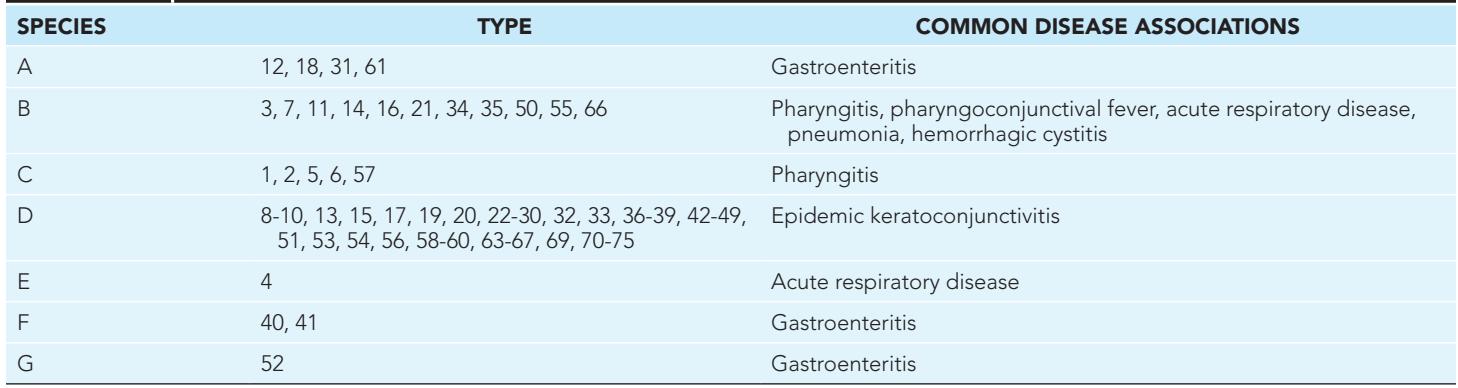 SPECIES TYPE COMMON DISEASE ASSOCIATIONS
A 12, 18, 31, 61 Gastroenteritis
B 3, 7, 11, 14, 16, 21, 34, 35, 50, 55, 66 Pharyngitis, pharyngoconjunctival fever, acute respiratory disease,
pneumonia, hemorrhagic cystitis
C 1, 2, 5, 6, 57 Pharyngitis
D 8-10, 13, 15, 17, 19, 20, 22-30, 32, 33, 36-39, 42-49, Epidemic keratoconjunctivitis
51, 53, 54, 56, 58-60, 63-67, 69, 70-75
E 4 Acute respiratory disease
F 40, 41 Gastroenteritis
G 52 Gastroenteritis